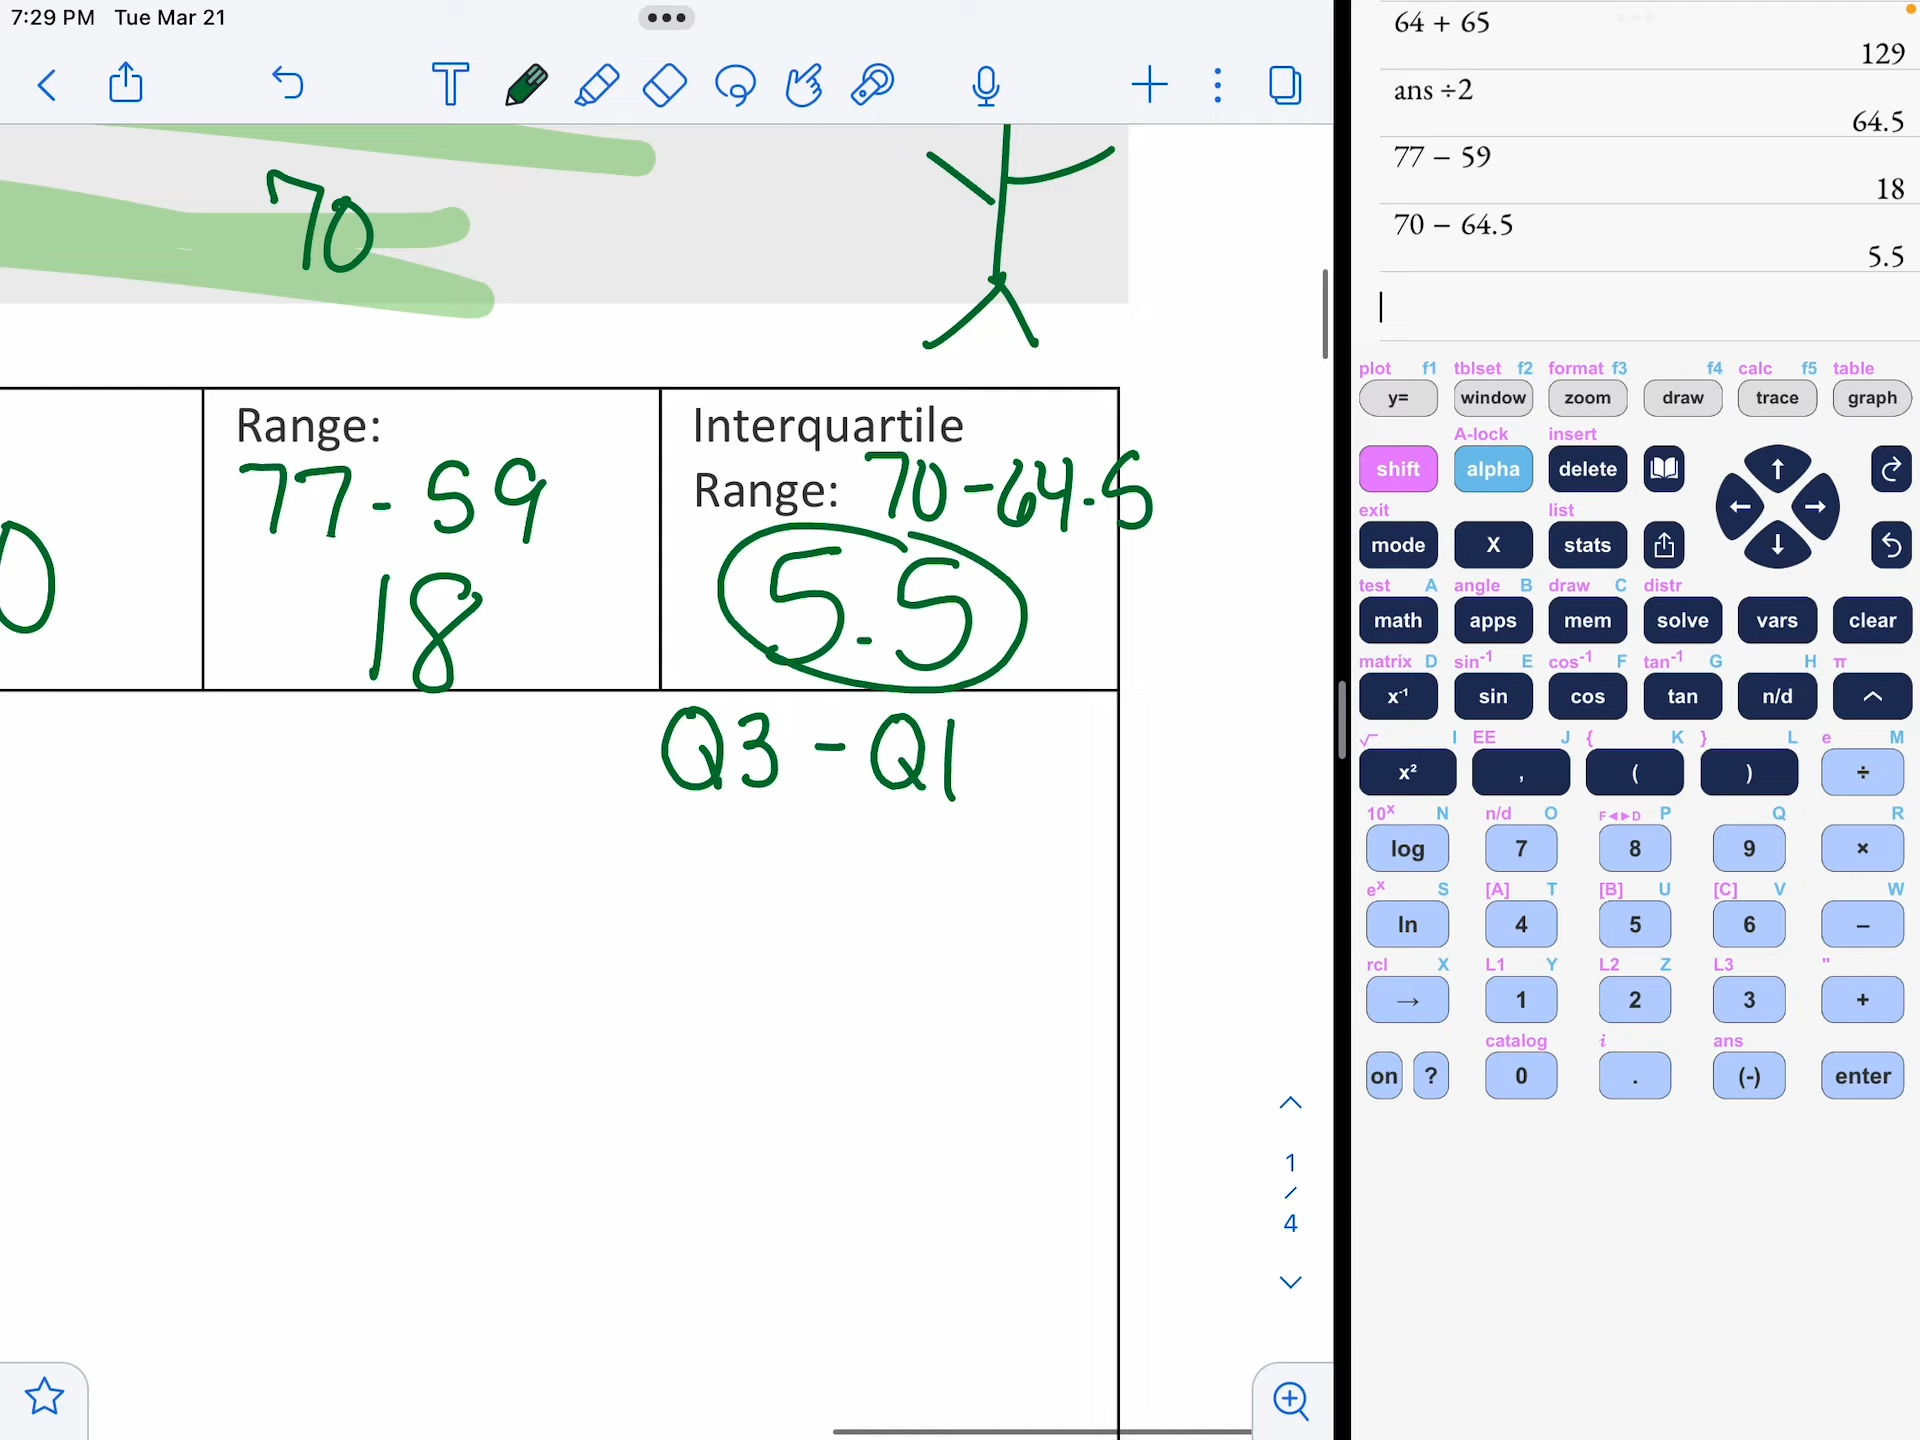 7:29 PM Tue Mar 21
70
Range:
77 - 59
18
Interquartile
Range: 70 - 64.5
5.5
0
Q3 - Q1
1
/
4
64 + 65
129
ans ÷2
64.5
77 − 59
18
70 − 64.5
5.5
plot f1 tblset f2 format f3 f4 calc f5 table
y= window zoom draw trace graph
A-lock insert
shift alpha delete
exit list
mode X stats
test A angle B draw C distr
math apps mem solve vars clear
matrix D sin⁻¹ E cos⁻¹ F tan⁻¹ G H π
x⁻¹ sin cos tan n/d ^
√ I EE J { K } L e M
x² , ( ) ÷
10ˣ N n/d O F◄►D P Q R
log 7 8 9 ×
eˣ S [A] T [B] U [C] V W
ln 4 5 6 −
rcl X L1 Y L2 Z L3 "
→ 1 2 3 +
catalog i ans
on ? 0 . (-) enter